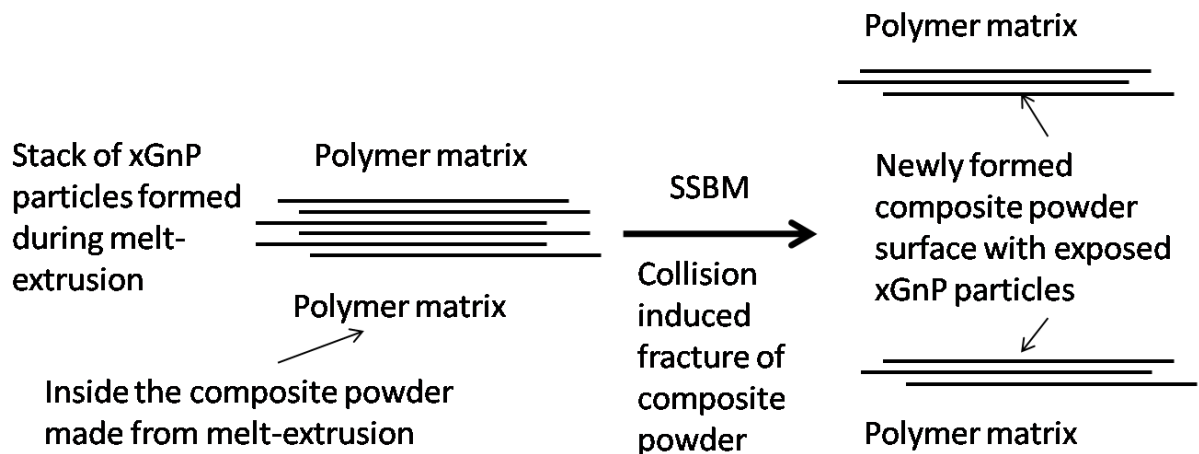 Stack of xGnP
particles formed
during melt-
extrusion
Polymer matrix
Polymer matrix
Inside the composite powder
made from melt-extrusion
SSBM
Collision
induced
fracture of
composite
powder
Polymer matrix
Newly formed
composite powder
surface with exposed
xGnP particles
Polymer matrix